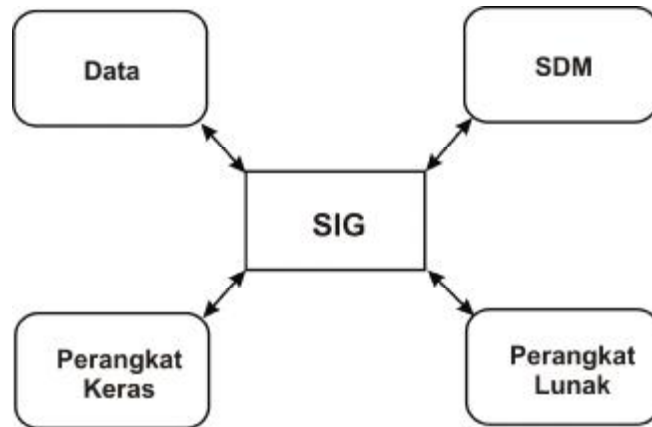 Data
SDM
SIG
Perangkat
Keras
Perangkat
Lunak